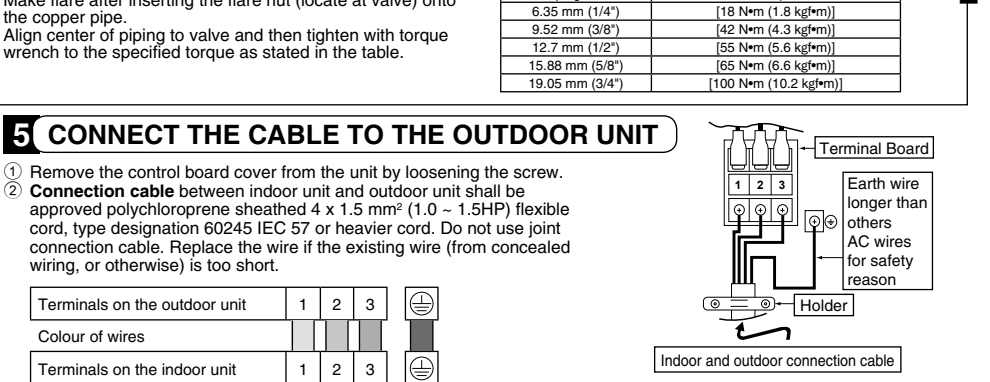 Make flare after inserting the flare nut (locate at valve) onto
the copper pipe.
Align center of piping to valve and then tighten with torque
wrench to the specified torque as stated in the table.
6.35 mm (1/4") [18 N•m (1.8 kgf•m)]
9.52 mm (3/8") [42 N•m (4.3 kgf•m)]
12.7 mm (1/2") [55 N•m (5.6 kgf•m)]
15.88 mm (5/8") [65 N•m (6.6 kgf•m)]
19.05 mm (3/4") [100 N•m (10.2 kgf•m)]
5 CONNECT THE CABLE TO THE OUTDOOR UNIT
① Remove the control board cover from the unit by loosening the screw.
② Connection cable between indoor unit and outdoor unit shall be
approved polychloroprene sheathed 4 x 1.5 mm² (1.0 ~ 1.5HP) flexible
cord, type designation 60245 IEC 57 or heavier cord. Do not use joint
connection cable. Replace the wire if the existing wire (from concealed
wiring, or otherwise) is too short.
Terminals on the outdoor unit 1 2 3
Colour of wires
Terminals on the indoor unit 1 2 3
Terminal Board
1 2 3
Earth wire
longer than
others
AC wires
for safety
reason
Holder
Indoor and outdoor connection cable